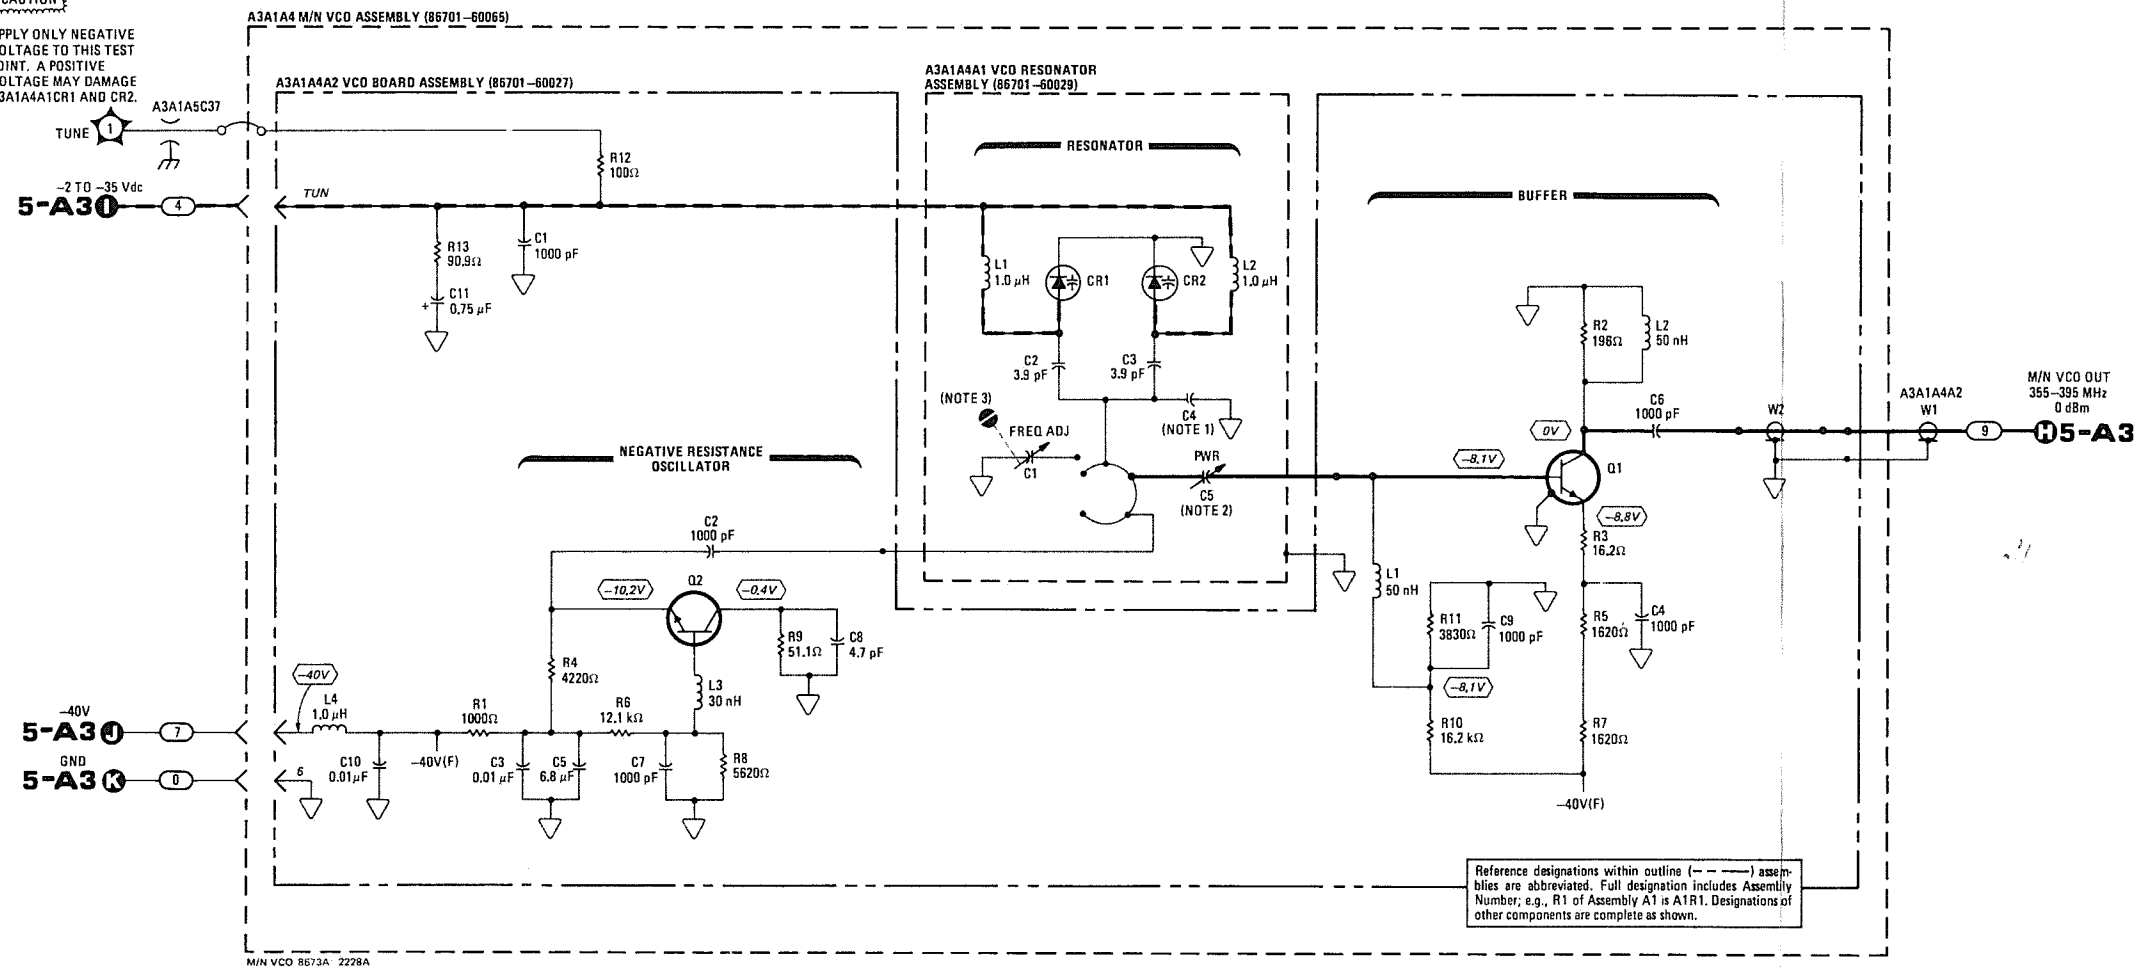 A3A1A4 M/N VCO ASSEMBLY (86701-60065)
PPLY ONLY NEGATIVE
OLTAGE TO THIS TEST
OINT. A POSITIVE
OLTAGE MAY DAMAGE
3A1A4A1CR1 AND CR2.
A3A1A4A2 VCO BOARD ASSEMBLY (86701-60027)
A3A1A4A1 VCO RESONATOR
ASSEMBLY (86701-60029)
A3A1A5C37
TUNE 1
R12
100Ω
RESONATOR
-2 TO -35 Vdc
5-A3 I 4
TUN
BUFFER
R13
90.9Ω
C1
1000 pF
C11
+ 0.75 µF
L1
1.0 µH
CR1
CR2
L2
1.0 µH
C2
3.9 pF
C3
3.9 pF
C4
(NOTE 1)
(NOTE 3)
FREQ ADJ
C1
PWR
C5
(NOTE 2)
R2
196Ω
L2
50 nH
C6
1000 pF
W2
A3A1A4A2
W1
M/N VCO OUT
355-395 MHz
0 dBm
9 H 5-A3
0V
-8.1V
Q1
-8.8V
R3
16.2Ω
NEGATIVE RESISTANCE
OSCILLATOR
C2
1000 pF
-10.2V
Q2
-0.4V
R9
51.1Ω
C8
4.7 pF
R4
4220Ω
L3
30 nH
L1
50 nH
R11
3830Ω
C9
1000 pF
R5
1620Ω
C4
1000 pF
-8.1V
R10
16.2 kΩ
R7
1620Ω
-40V(F)
-40V
L4
1.0 µH
-40V
5-A3 J 7
GND
5-A3 K 0
6
C10
0.01µF
-40V(F)
R1
1000Ω
C3
0.01 µF
C5
6.8 µF
R6
12.1 kΩ
C7
1000 pF
R8
5620Ω
Reference designations within outline (- - - —) assem-
blies are abbreviated. Full designation includes Assembly
Number; e.g., R1 of Assembly A1 is A1R1. Designations of
other components are complete as shown.
M/N VCO 8673A 2228A